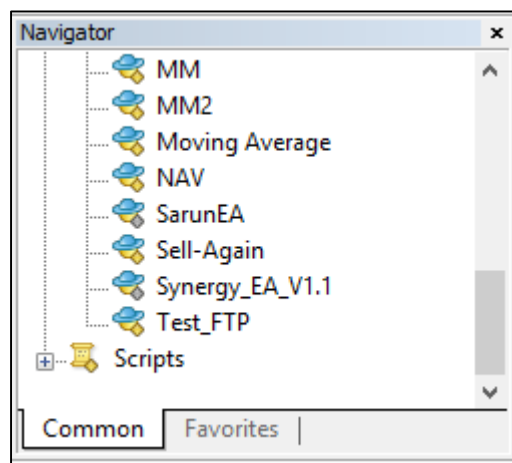 Navigator
MM
MM2
Moving Average
NAV
SarunEA
Sell-Again
Synergy_EA_V1.1
Test_FTP
Scripts
Common Favorites